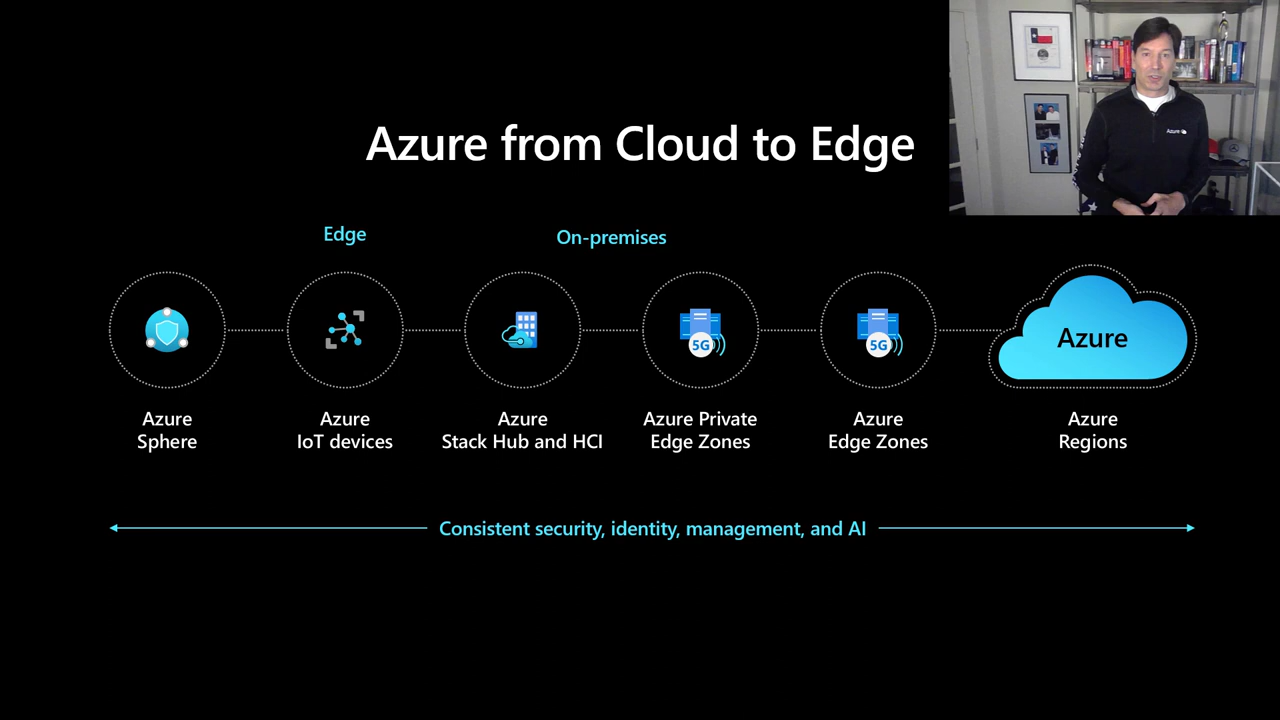 Azure from Cloud to Edge
Azure
Edge
On-premises
5G
5G
Azure
Azure
Sphere
Azure
IoT devices
Azure
Stack Hub and HCI
Azure Private
Edge Zones
Azure
Edge Zones
Azure
Regions
Consistent security, identity, management, and AI